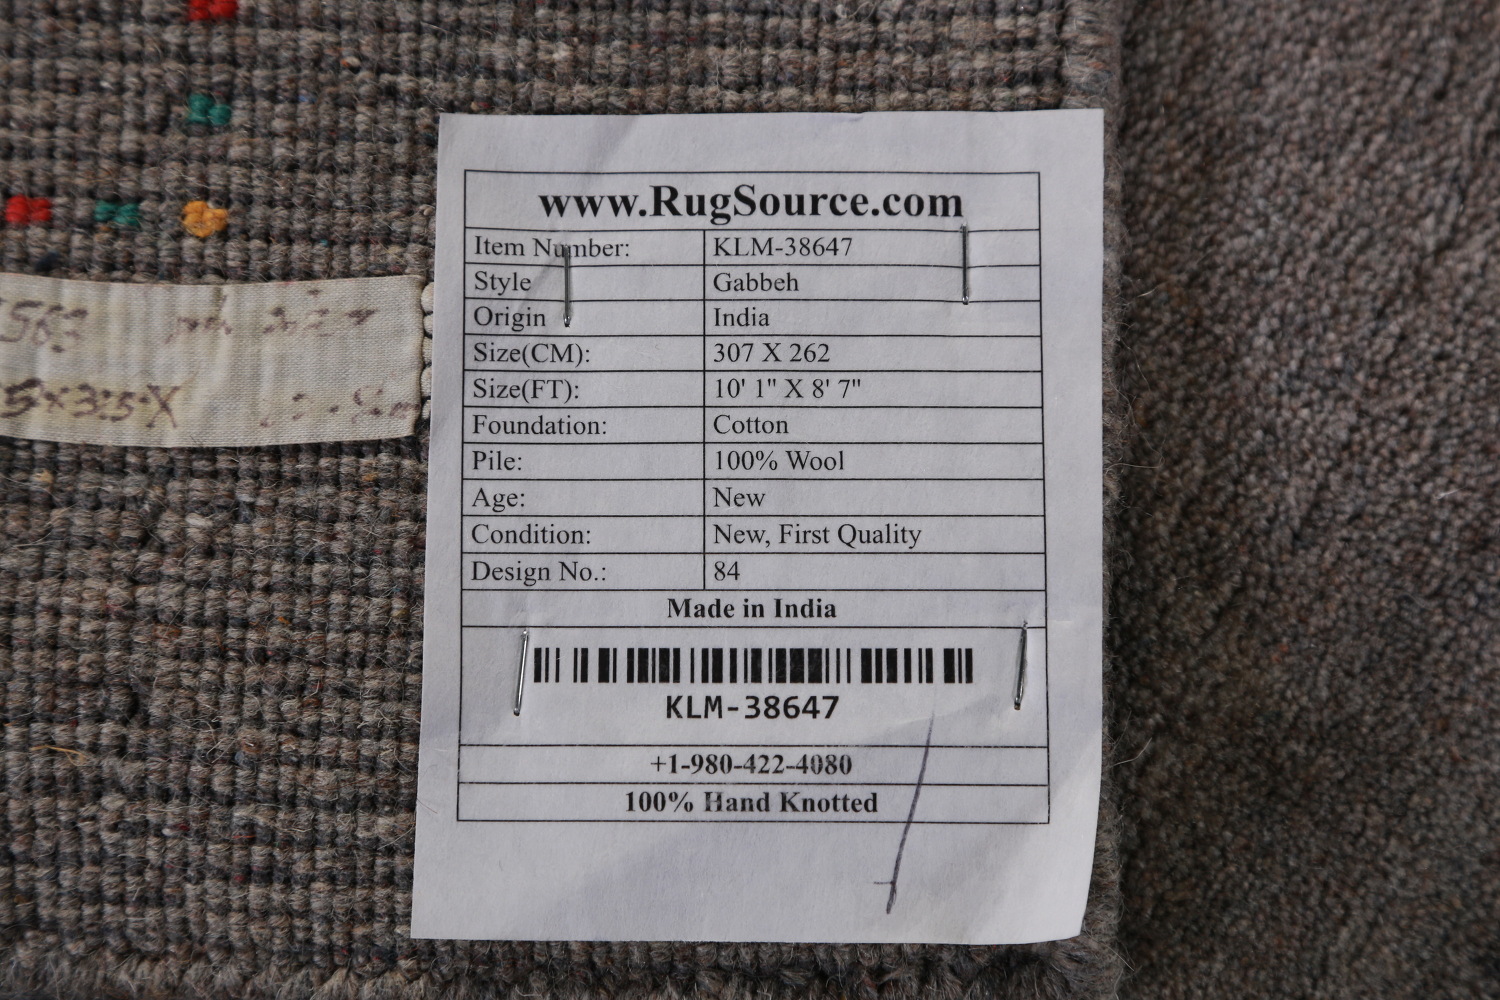 www.RugSource.com
Item Number: KLM-38647
Style Gabbeh
Origin India
Size(CM): 307 X 262
Size(FT): 10' 1" X 8' 7"
Foundation: Cotton
Pile: 100% Wool
Age: New
Condition: New, First Quality
Design No.: 84
Made in India
KLM-38647
+1-980-422-4080
100% Hand Knotted